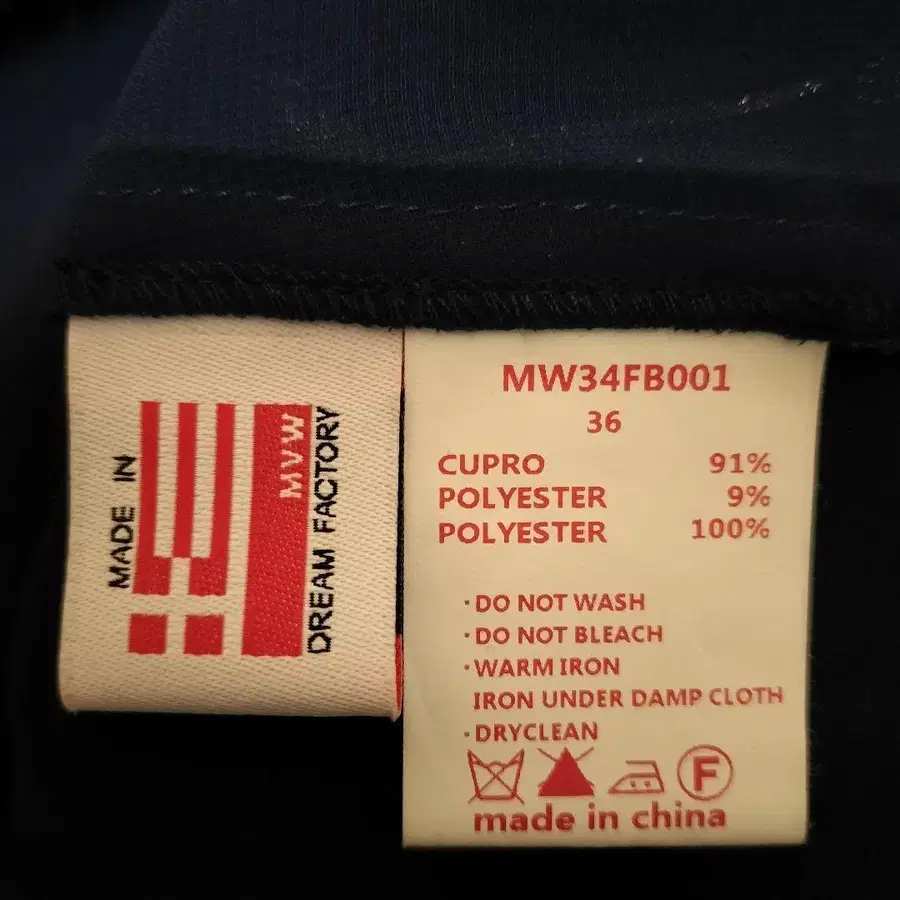 MADE IN
MVW
DREAM FACTORY
MW34FB001
36
CUPRO 91%
POLYESTER 9%
POLYESTER 100%
·DO NOT WASH
·DO NOT BLEACH
·WARM IRON
IRON UNDER DAMP CLOTH
·DRYCLEAN
F
made in china